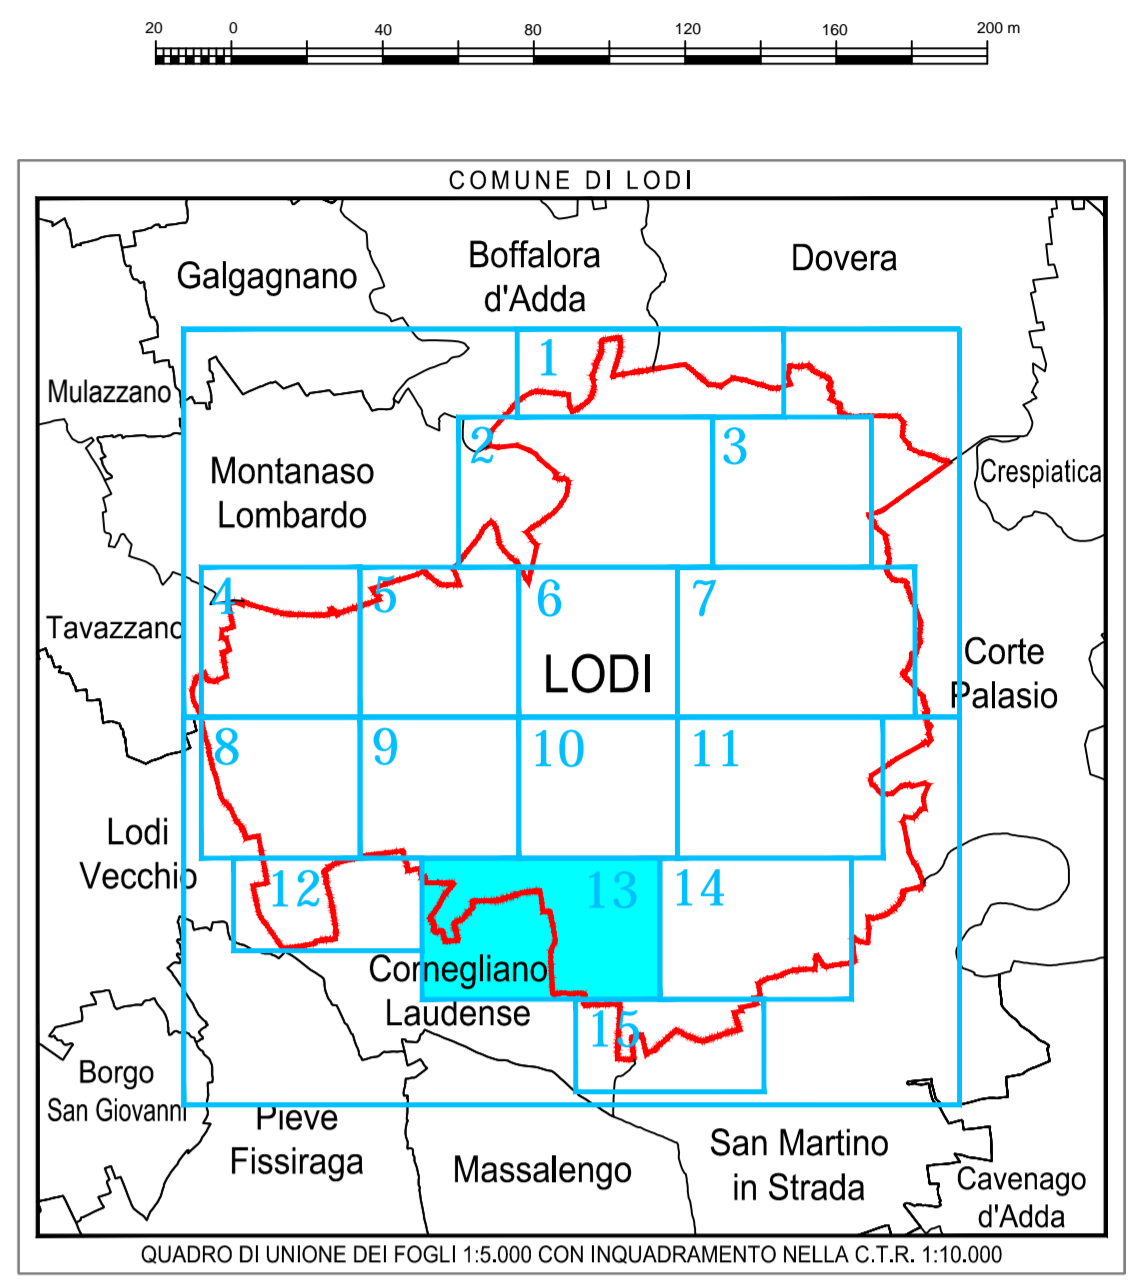 20 0 40 80 120 160 200 m
COMUNE DI LODI
Galgagnano
Boffalora
d'Adda
Dovera
1
Mulazzano
2
3
Montanaso
Lombardo
Crespiatica
4
5
6
7
Tavazzano
LODI
Corte
Palasio
8
9
10
11
Lodi
Vecchio
12
13
14
Cornegliano
Laudense
15
Borgo
San Giovanni
Pieve
Fissiraga
Massalengo
San Martino
in Strada
Cavenago
d'Adda
QUADRO DI UNIONE DEI FOGLI 1:5.000 CON INQUADRAMENTO NELLA C.T.R. 1:10.000